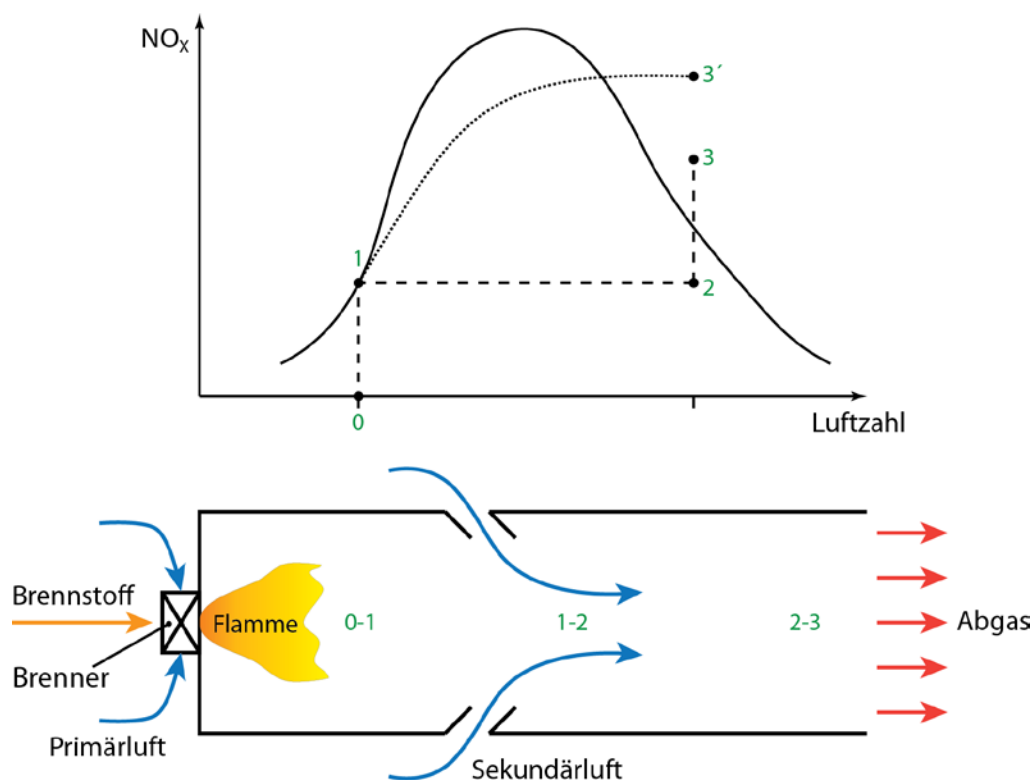 NOx
3´
3
1
2
0
Luftzahl
Brennstoff
Flamme
0-1
1-2
2-3
Abgas
Brenner
Primärluft
Sekundärluft